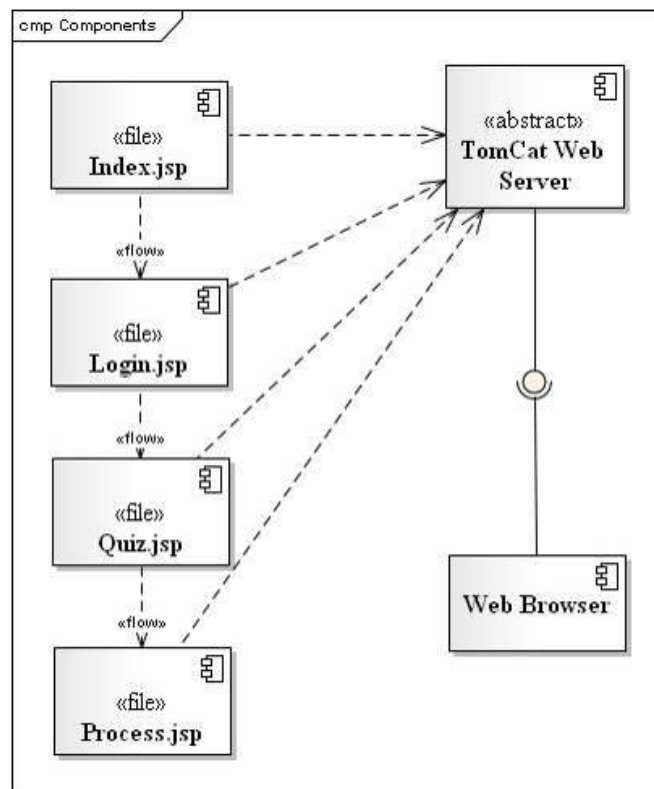 cmp Components
«file»
Index.jsp
«flow»
«file»
Login.jsp
«flow»
«file»
Quiz.jsp
«flow»
«file»
Process.jsp
«abstract»
TomCat Web
Server
Web Browser